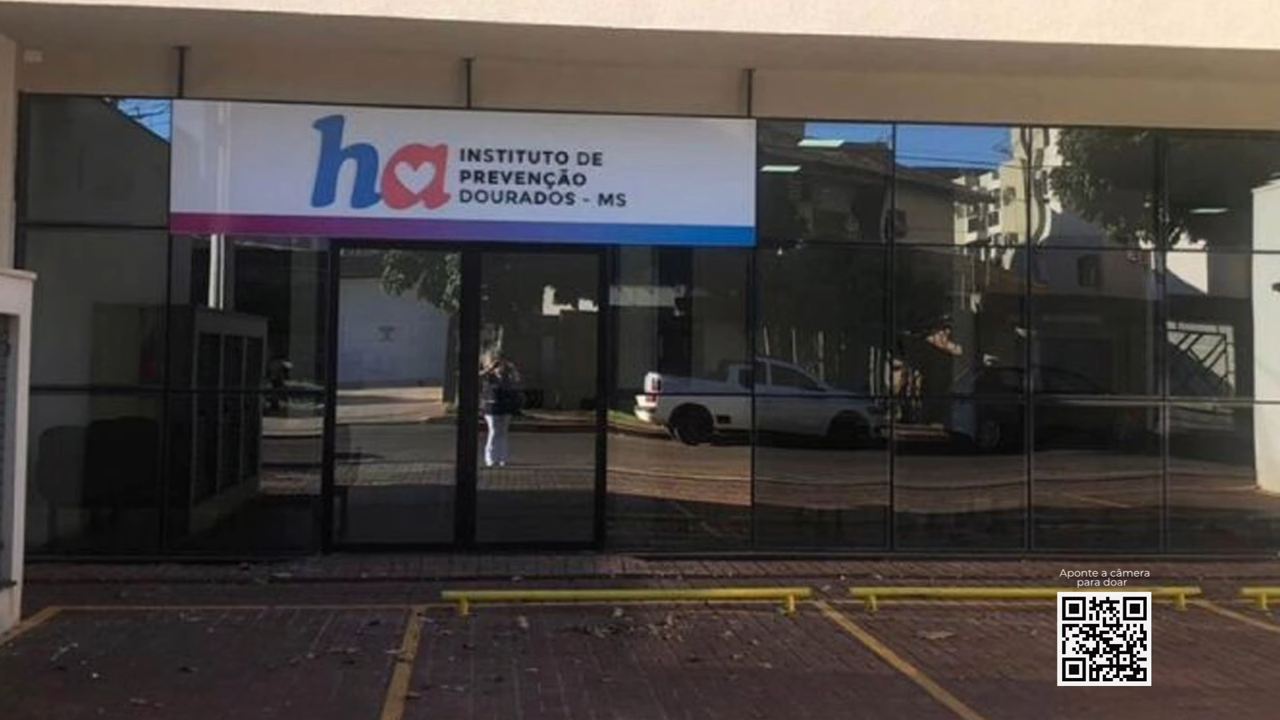 ha
INSTITUTO DE
PREVENÇÃO
DOURADOS - MS
Aponte a câmera
para doar